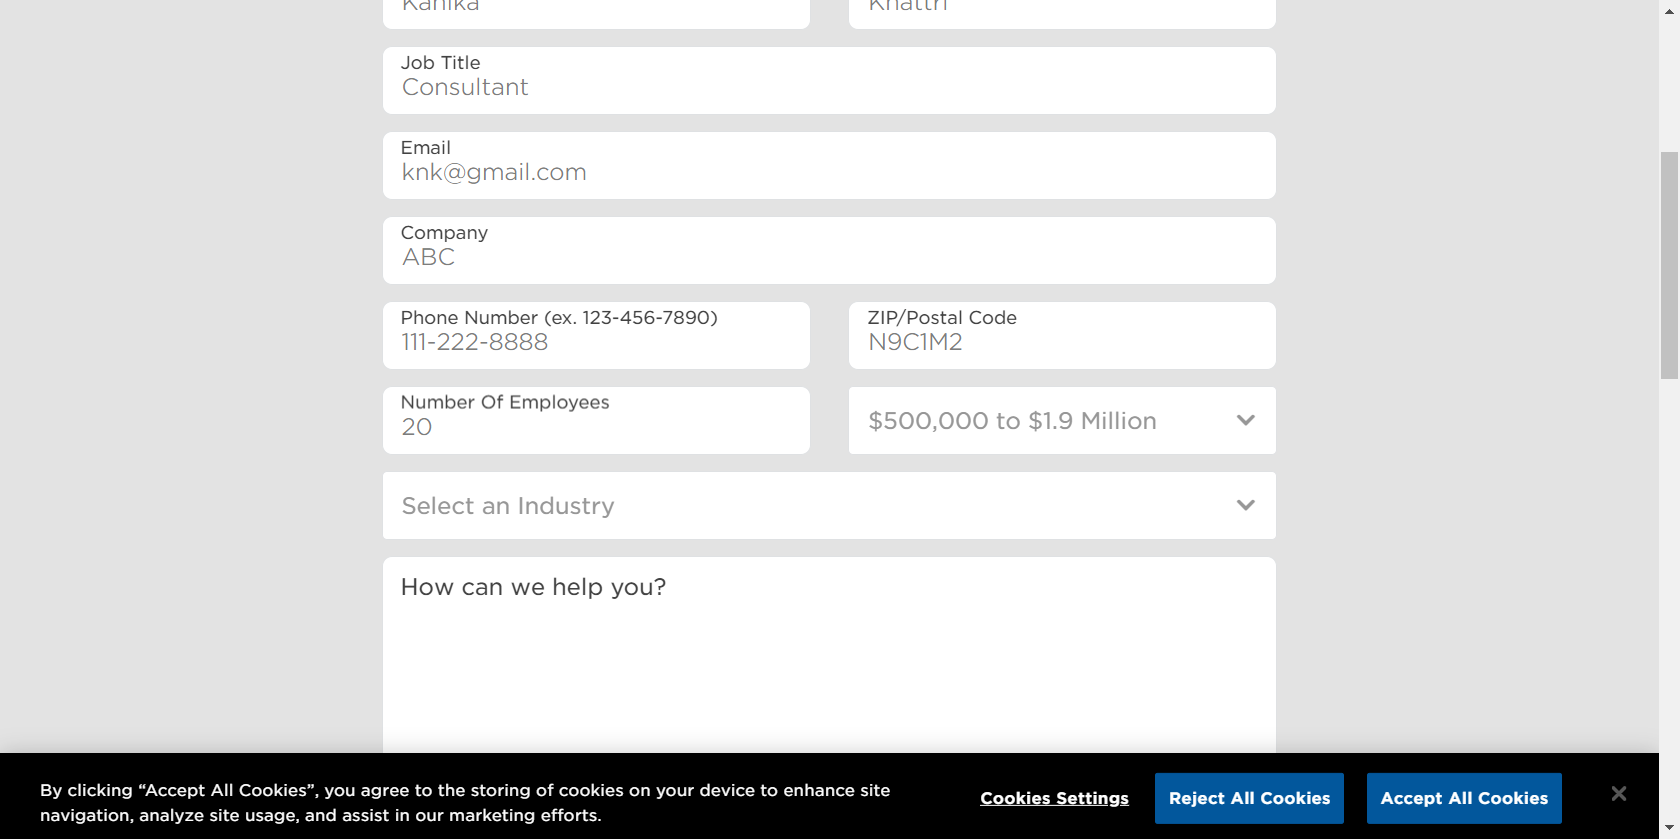 Kanika Khattri
Job Title
Consultant
Email
knk@gmail.com
Company
ABC
Phone Number (ex. 123-456-7890) ZIP/Postal Code
111-222-8888 N9C1M2
Number Of Employees
20 $500,000 to $1.9 Million
Select an Industry
How can we help you?
By clicking “Accept All Cookies”, you agree to the storing of cookies on your device to enhance site
navigation, analyze site usage, and assist in our marketing efforts.
Cookies Settings Reject All Cookies Accept All Cookies